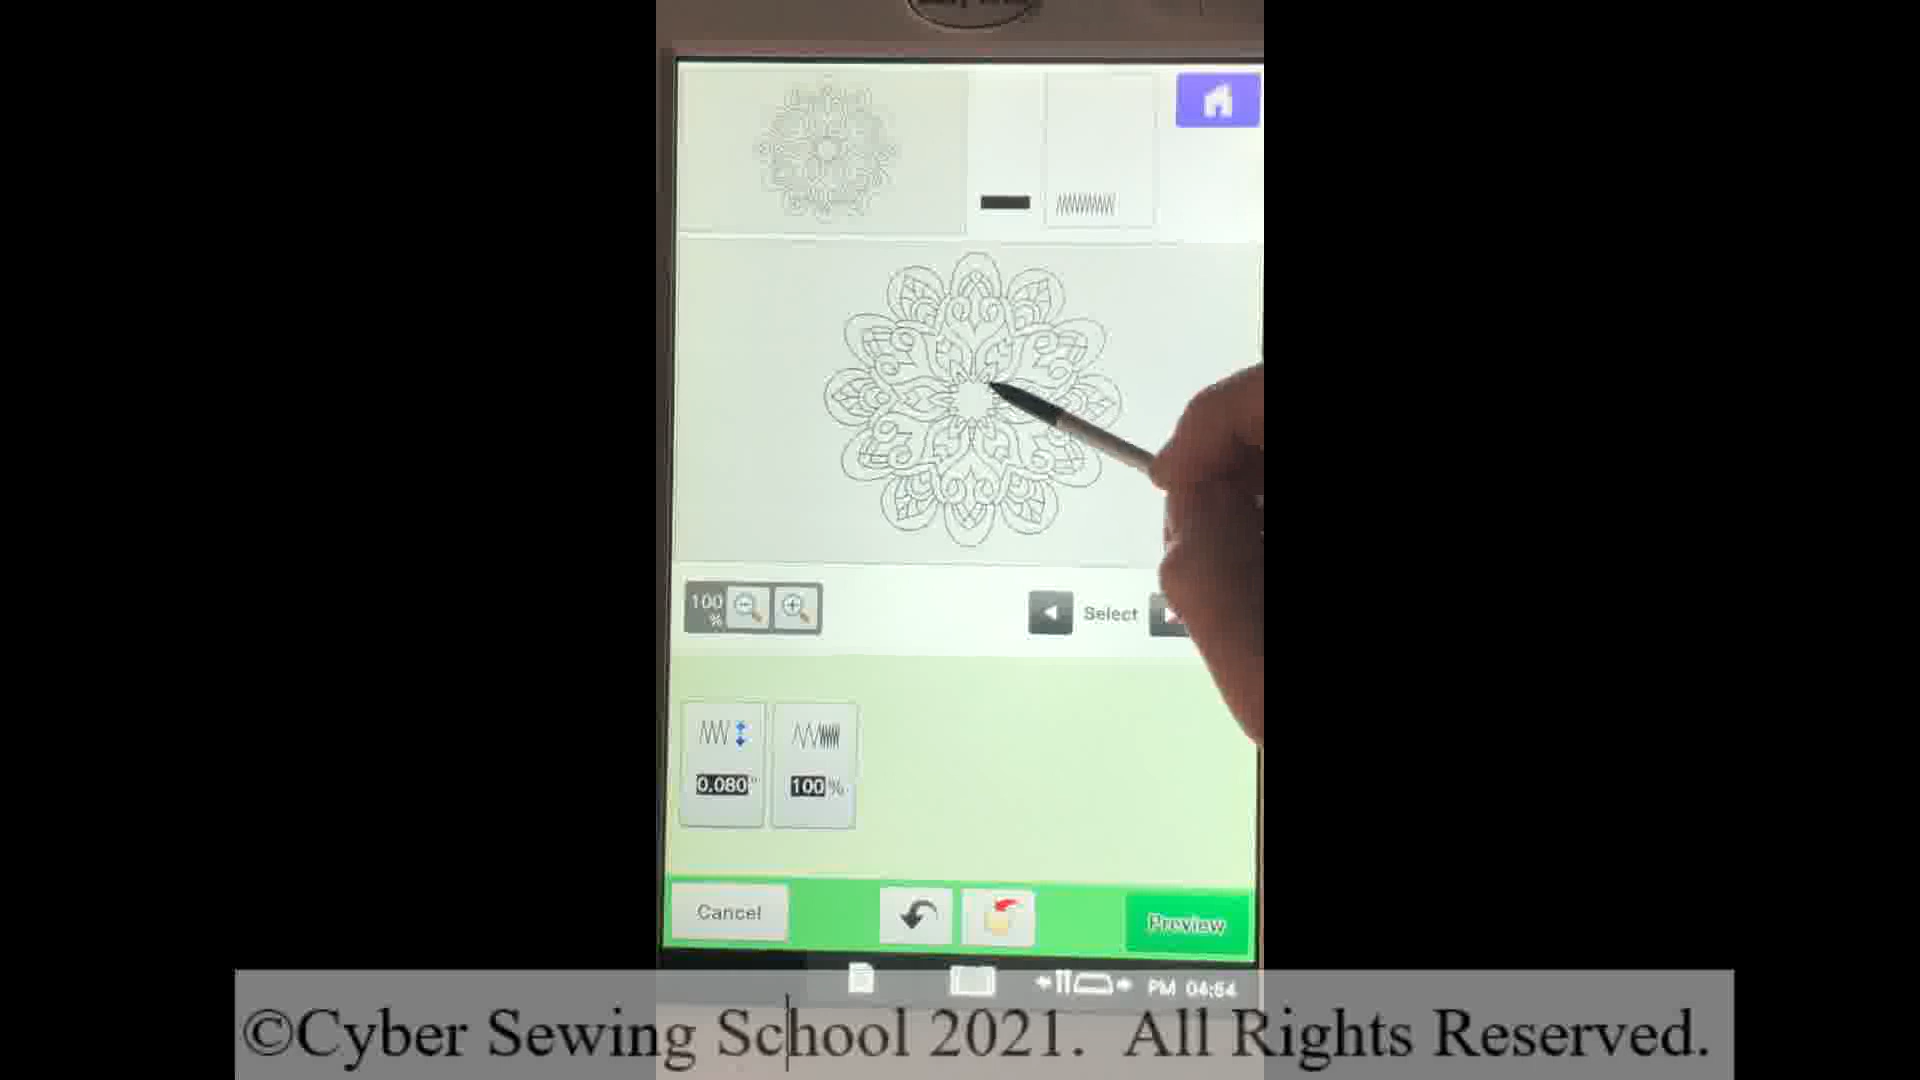 100
%
Select
0.080"
100 %
Cancel
Preview
PM 04:54
©Cyber Sewing School 2021. All Rights Reserved.